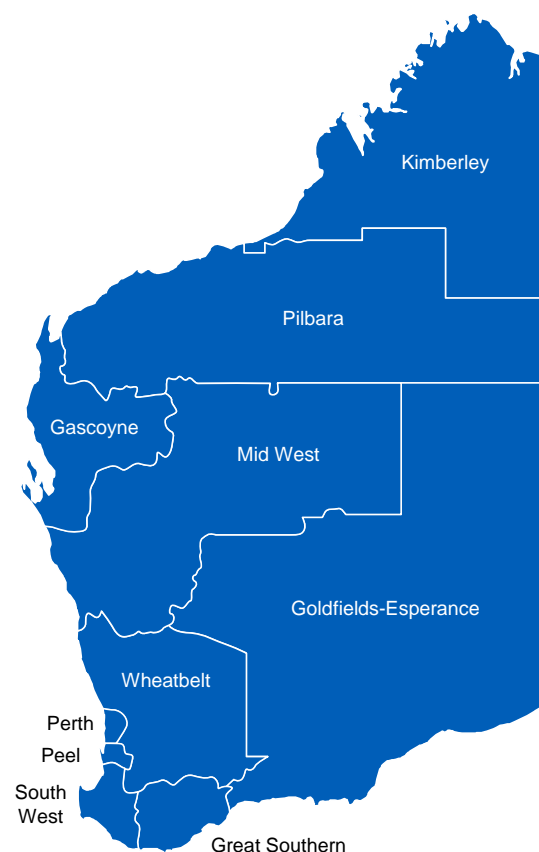 Kimberley
Pilbara
Gascoyne
Mid West
Goldfields-Esperance
Wheatbelt
Perth
Peel
South
West
Great Southern